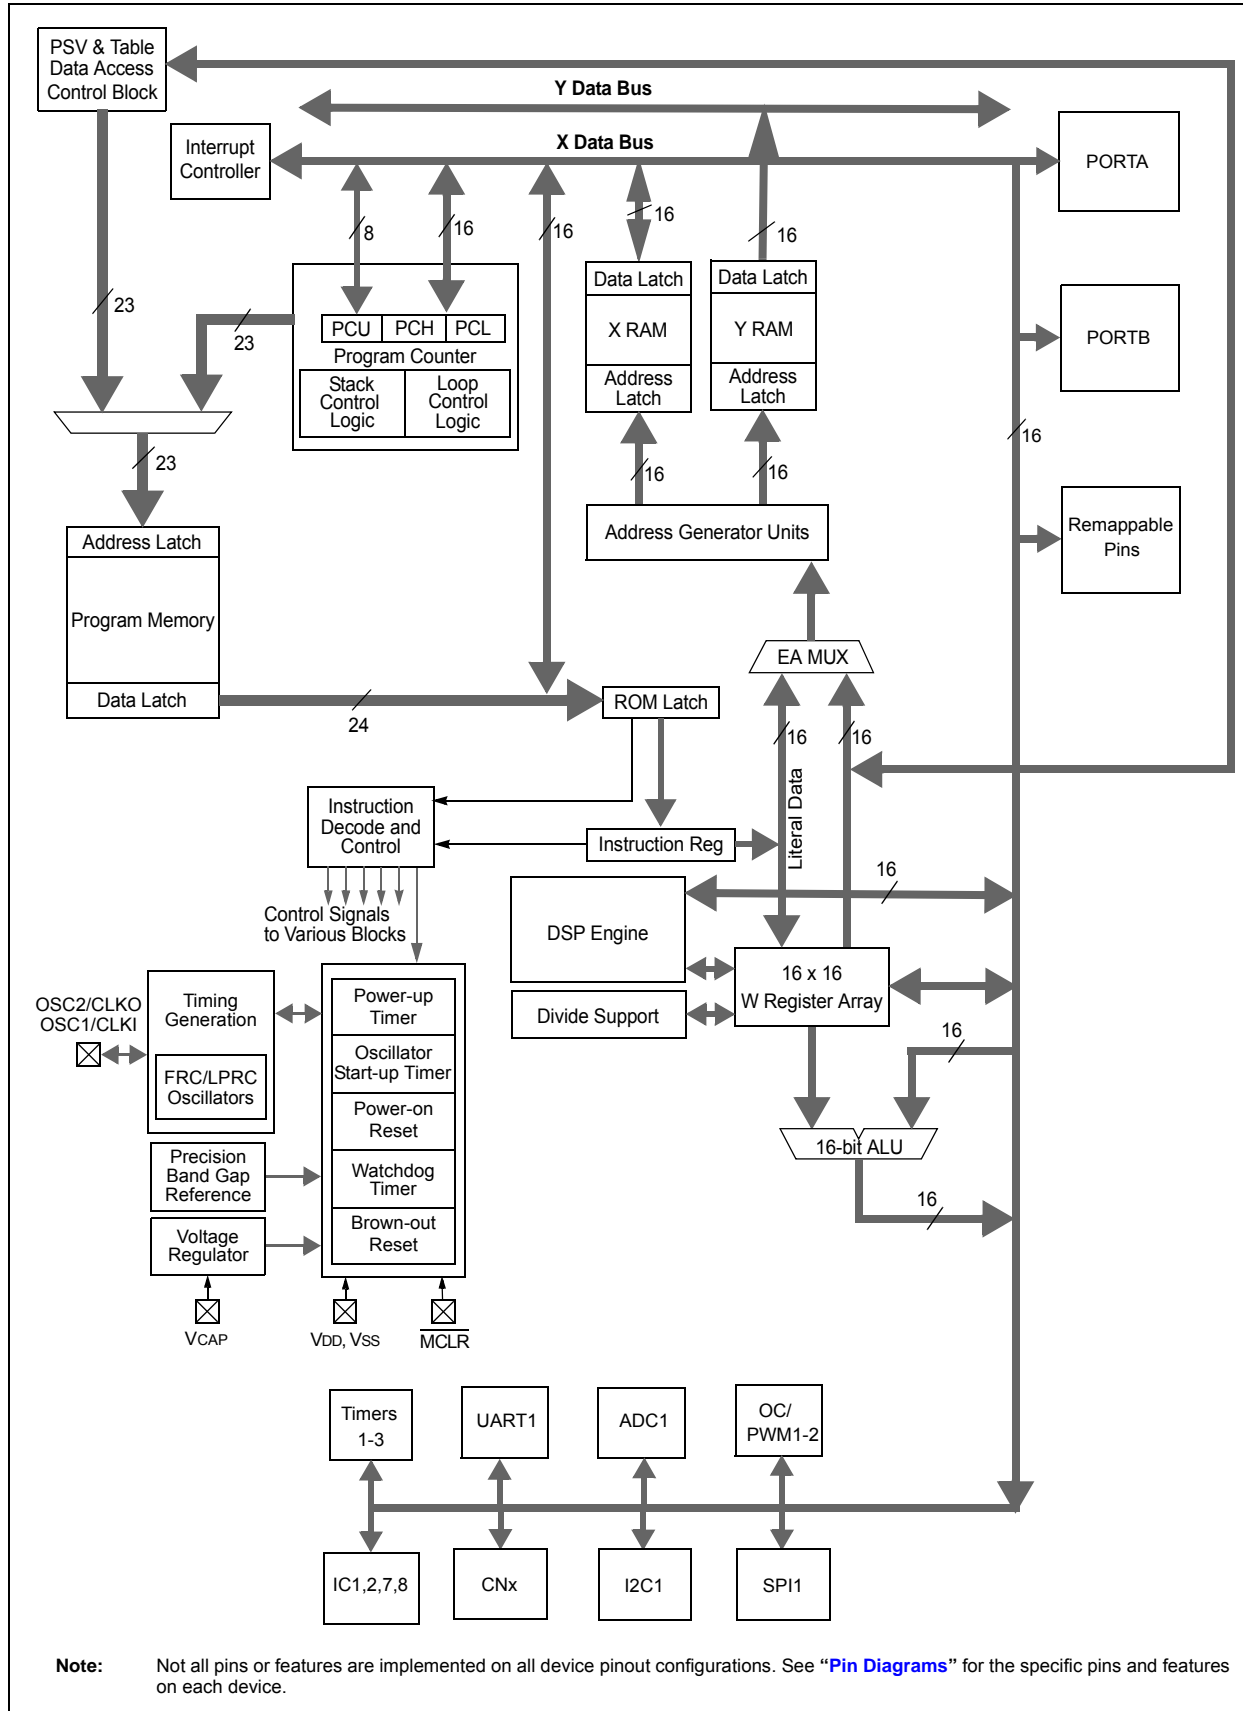 PSV & Table
Data Access
Control Block
Y Data Bus
Interrupt
Controller
X Data Bus
PORTA
8
16
16
16
16
Data Latch
X RAM
Address
Latch
Data Latch
Y RAM
Address
Latch
23
23
PCU
PCH
PCL
Program Counter
Stack
Control
Logic
Loop
Control
Logic
PORTB
23
16
16
16
Address Latch
Program Memory
Data Latch
Address Generator Units
Remappable
Pins
EA MUX
24
ROM Latch
16
16
Literal Data
Instruction
Decode and
Control
Instruction Reg
Control Signals
to Various Blocks
DSP Engine
16
16 x 16
W Register Array
Divide Support
OSC2/CLKO
OSC1/CLKI
Timing
Generation
FRC/LPRC
Oscillators
Power-up
Timer
Oscillator
Start-up Timer
Power-on
Reset
Watchdog
Timer
Brown-out
Reset
16
16-bit ALU
16
Precision
Band Gap
Reference
Voltage
Regulator
VCAP
VDD, VSS
MCLR
Timers
1-3
UART1
ADC1
OC/
PWM1-2
IC1,2,7,8
CNx
I2C1
SPI1
Note: Not all pins or features are implemented on all device pinout configurations. See “Pin Diagrams” for the specific pins and features
on each device.